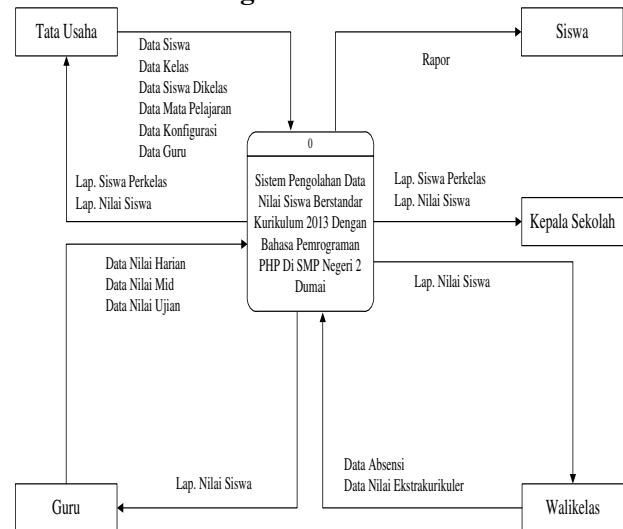 Tata Usaha
Siswa
Data Siswa
Data Kelas
Data Siswa Dikelas
Data Mata Pelajaran
Data Konfigurasi
Data Guru
Rapor
0
Sistem Pengolahan Data
Nilai Siswa Berstandar
Kurikulum 2013 Dengan
Bahasa Pemrograman
PHP Di SMP Negeri 2
Dumai
Lap. Siswa Perkelas
Lap. Nilai Siswa
Lap. Siswa Perkelas
Lap. Nilai Siswa
Kepala Sekolah
Data Nilai Harian
Data Nilai Mid
Data Nilai Ujian
Lap. Nilai Siswa
Lap. Nilai Siswa
Data Absensi
Data Nilai Ekstrakurikuler
Guru
Walikelas